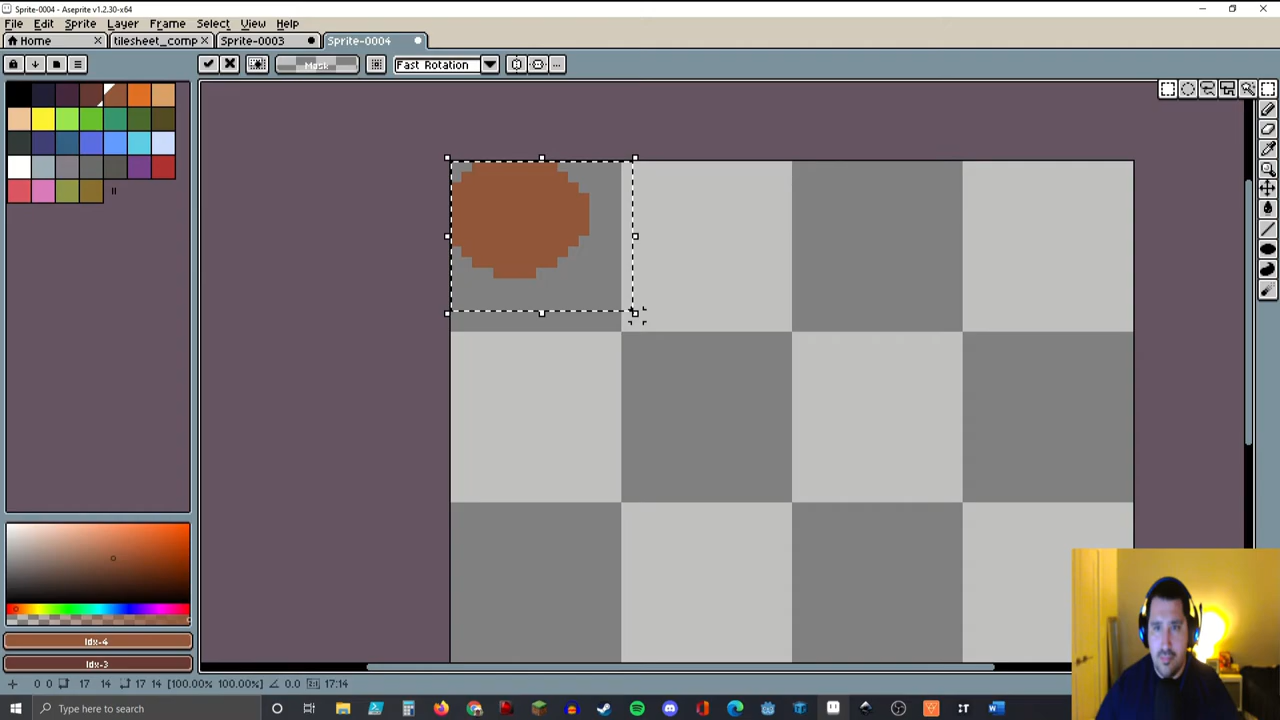 Sprite-0004 - Aseprite v1.2.30-x64
File Edit Sprite Layer Frame Select View Help
Home tilesheet_comp Sprite-0003 Sprite-0004
Mask Fast Rotation
Idx-4
Idx-3
0 0 17 14 17 14 [100.00% 100.00%] 0.0 17:14
Type here to search